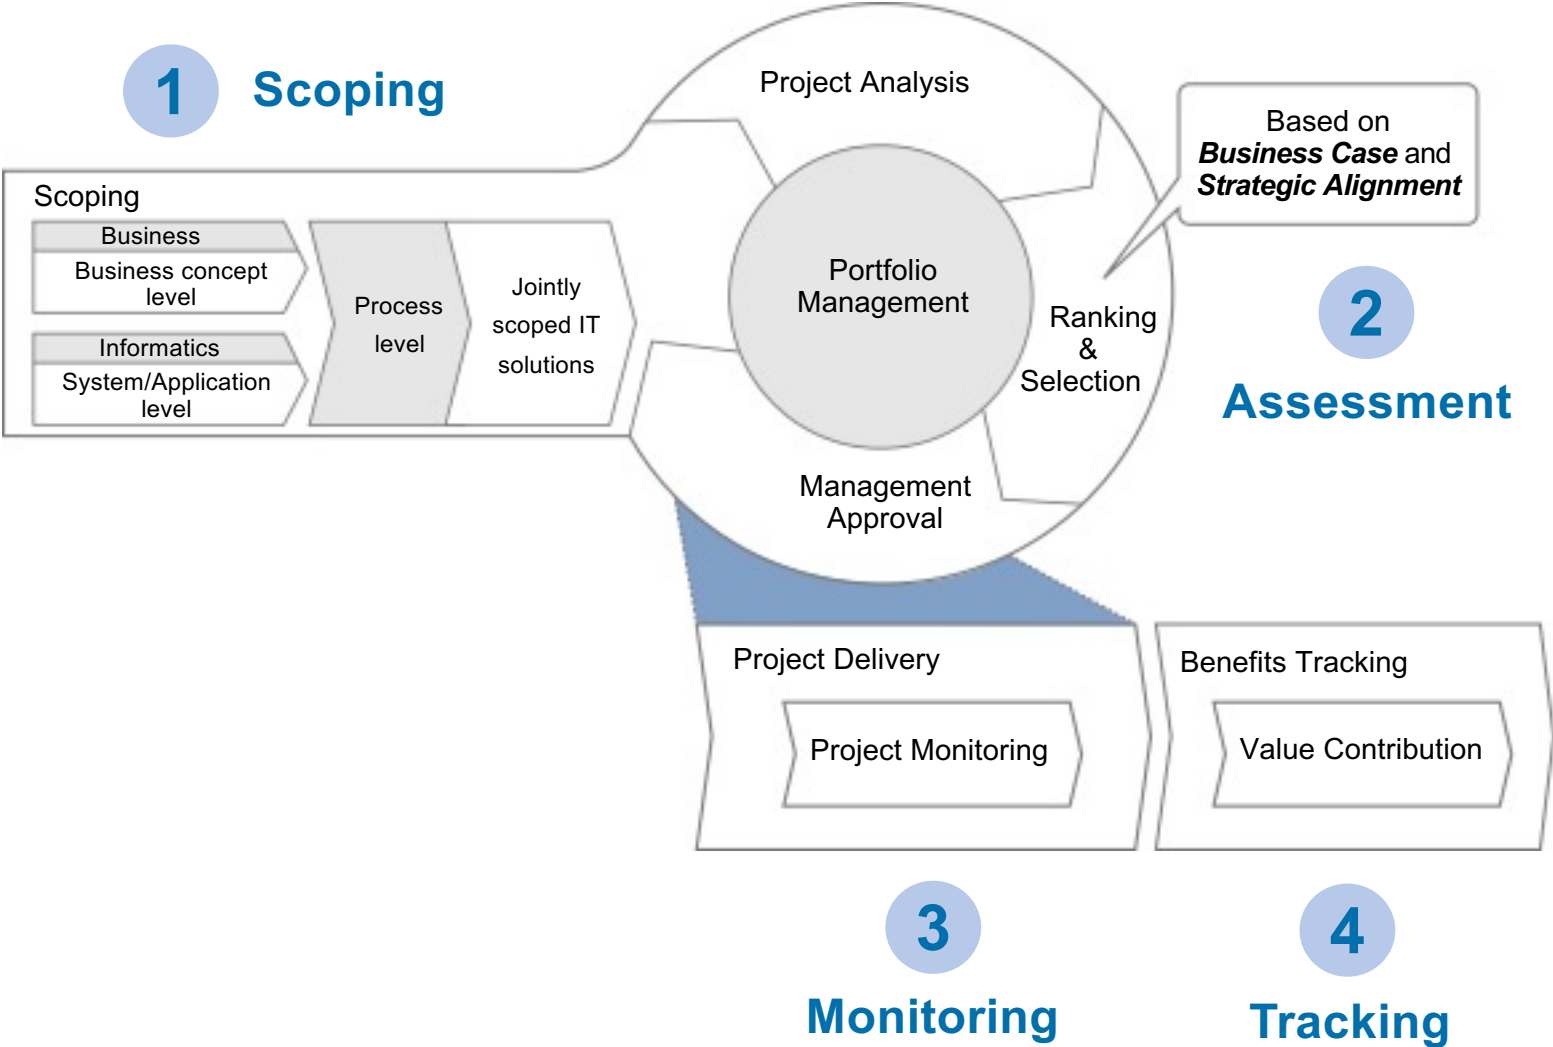 1
Scoping
Scoping
Business
Business concept
level
Informatics
System/Application
level
Process
level
Jointly
scoped IT
solutions
Project Analysis
Portfolio
Management
Based on
Business Case and
Strategic Alignment
Ranking
&
Selection
2
Assessment
Management
Approval
Project Delivery
Project Monitoring
Benefits Tracking
Value Contribution
3
Monitoring
4
Tracking